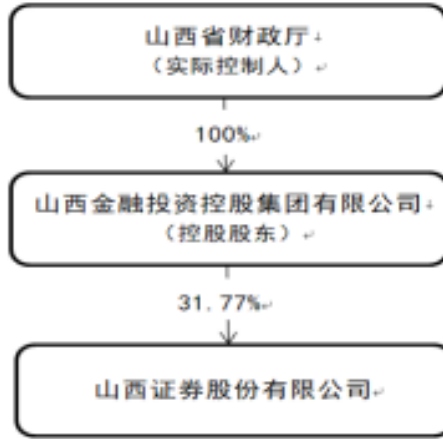 山西省财政厅
（实际控制人）
100%
山西金融投资控股集团有限公司
（控股股东）
31.77%
山西证券股份有限公司